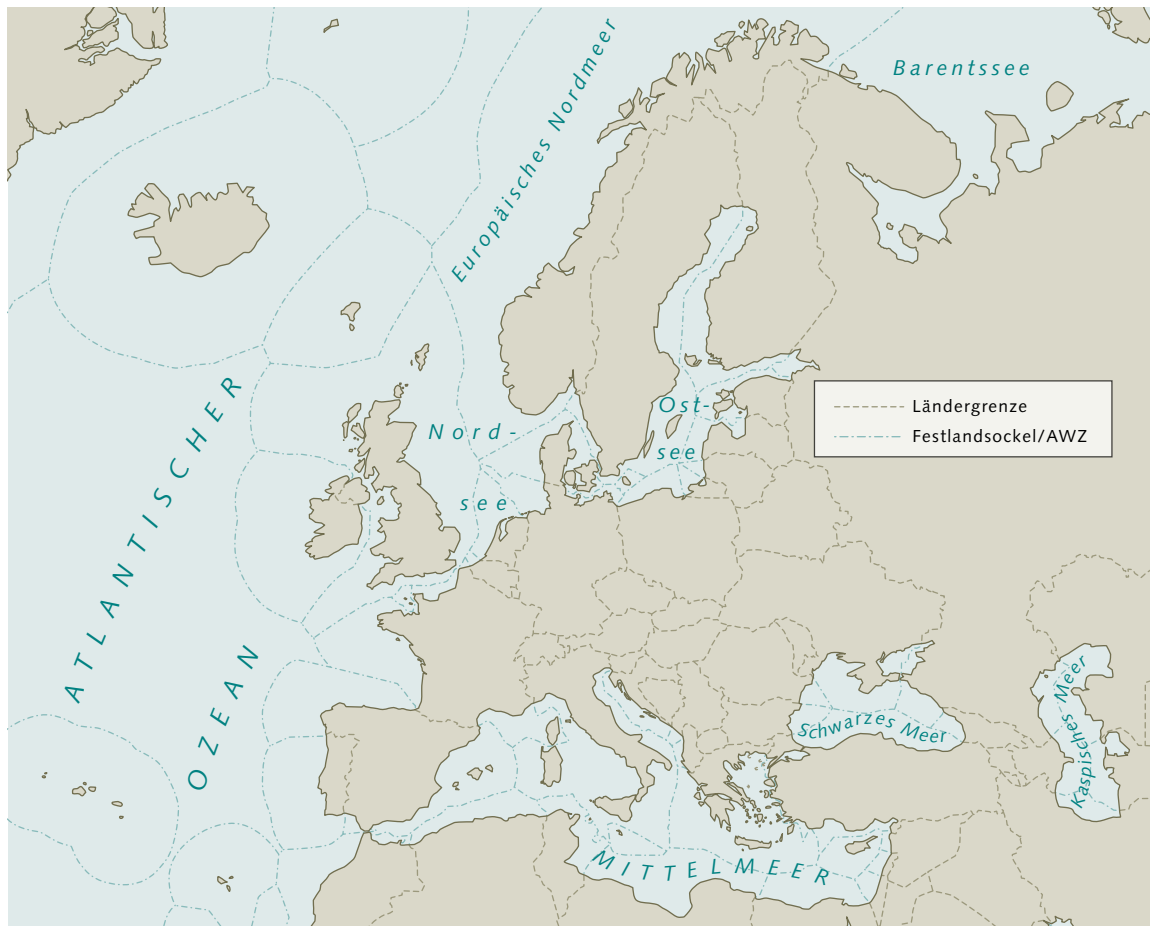 Barentssee
Europäisches Nordmeer
Ländergrenze
Festlandsockel/AWZ
Ost-
see
Nord-
see
ATLANTISCHER
OZEAN
Schwarzes Meer
Kaspisches Meer
MITTELMEER